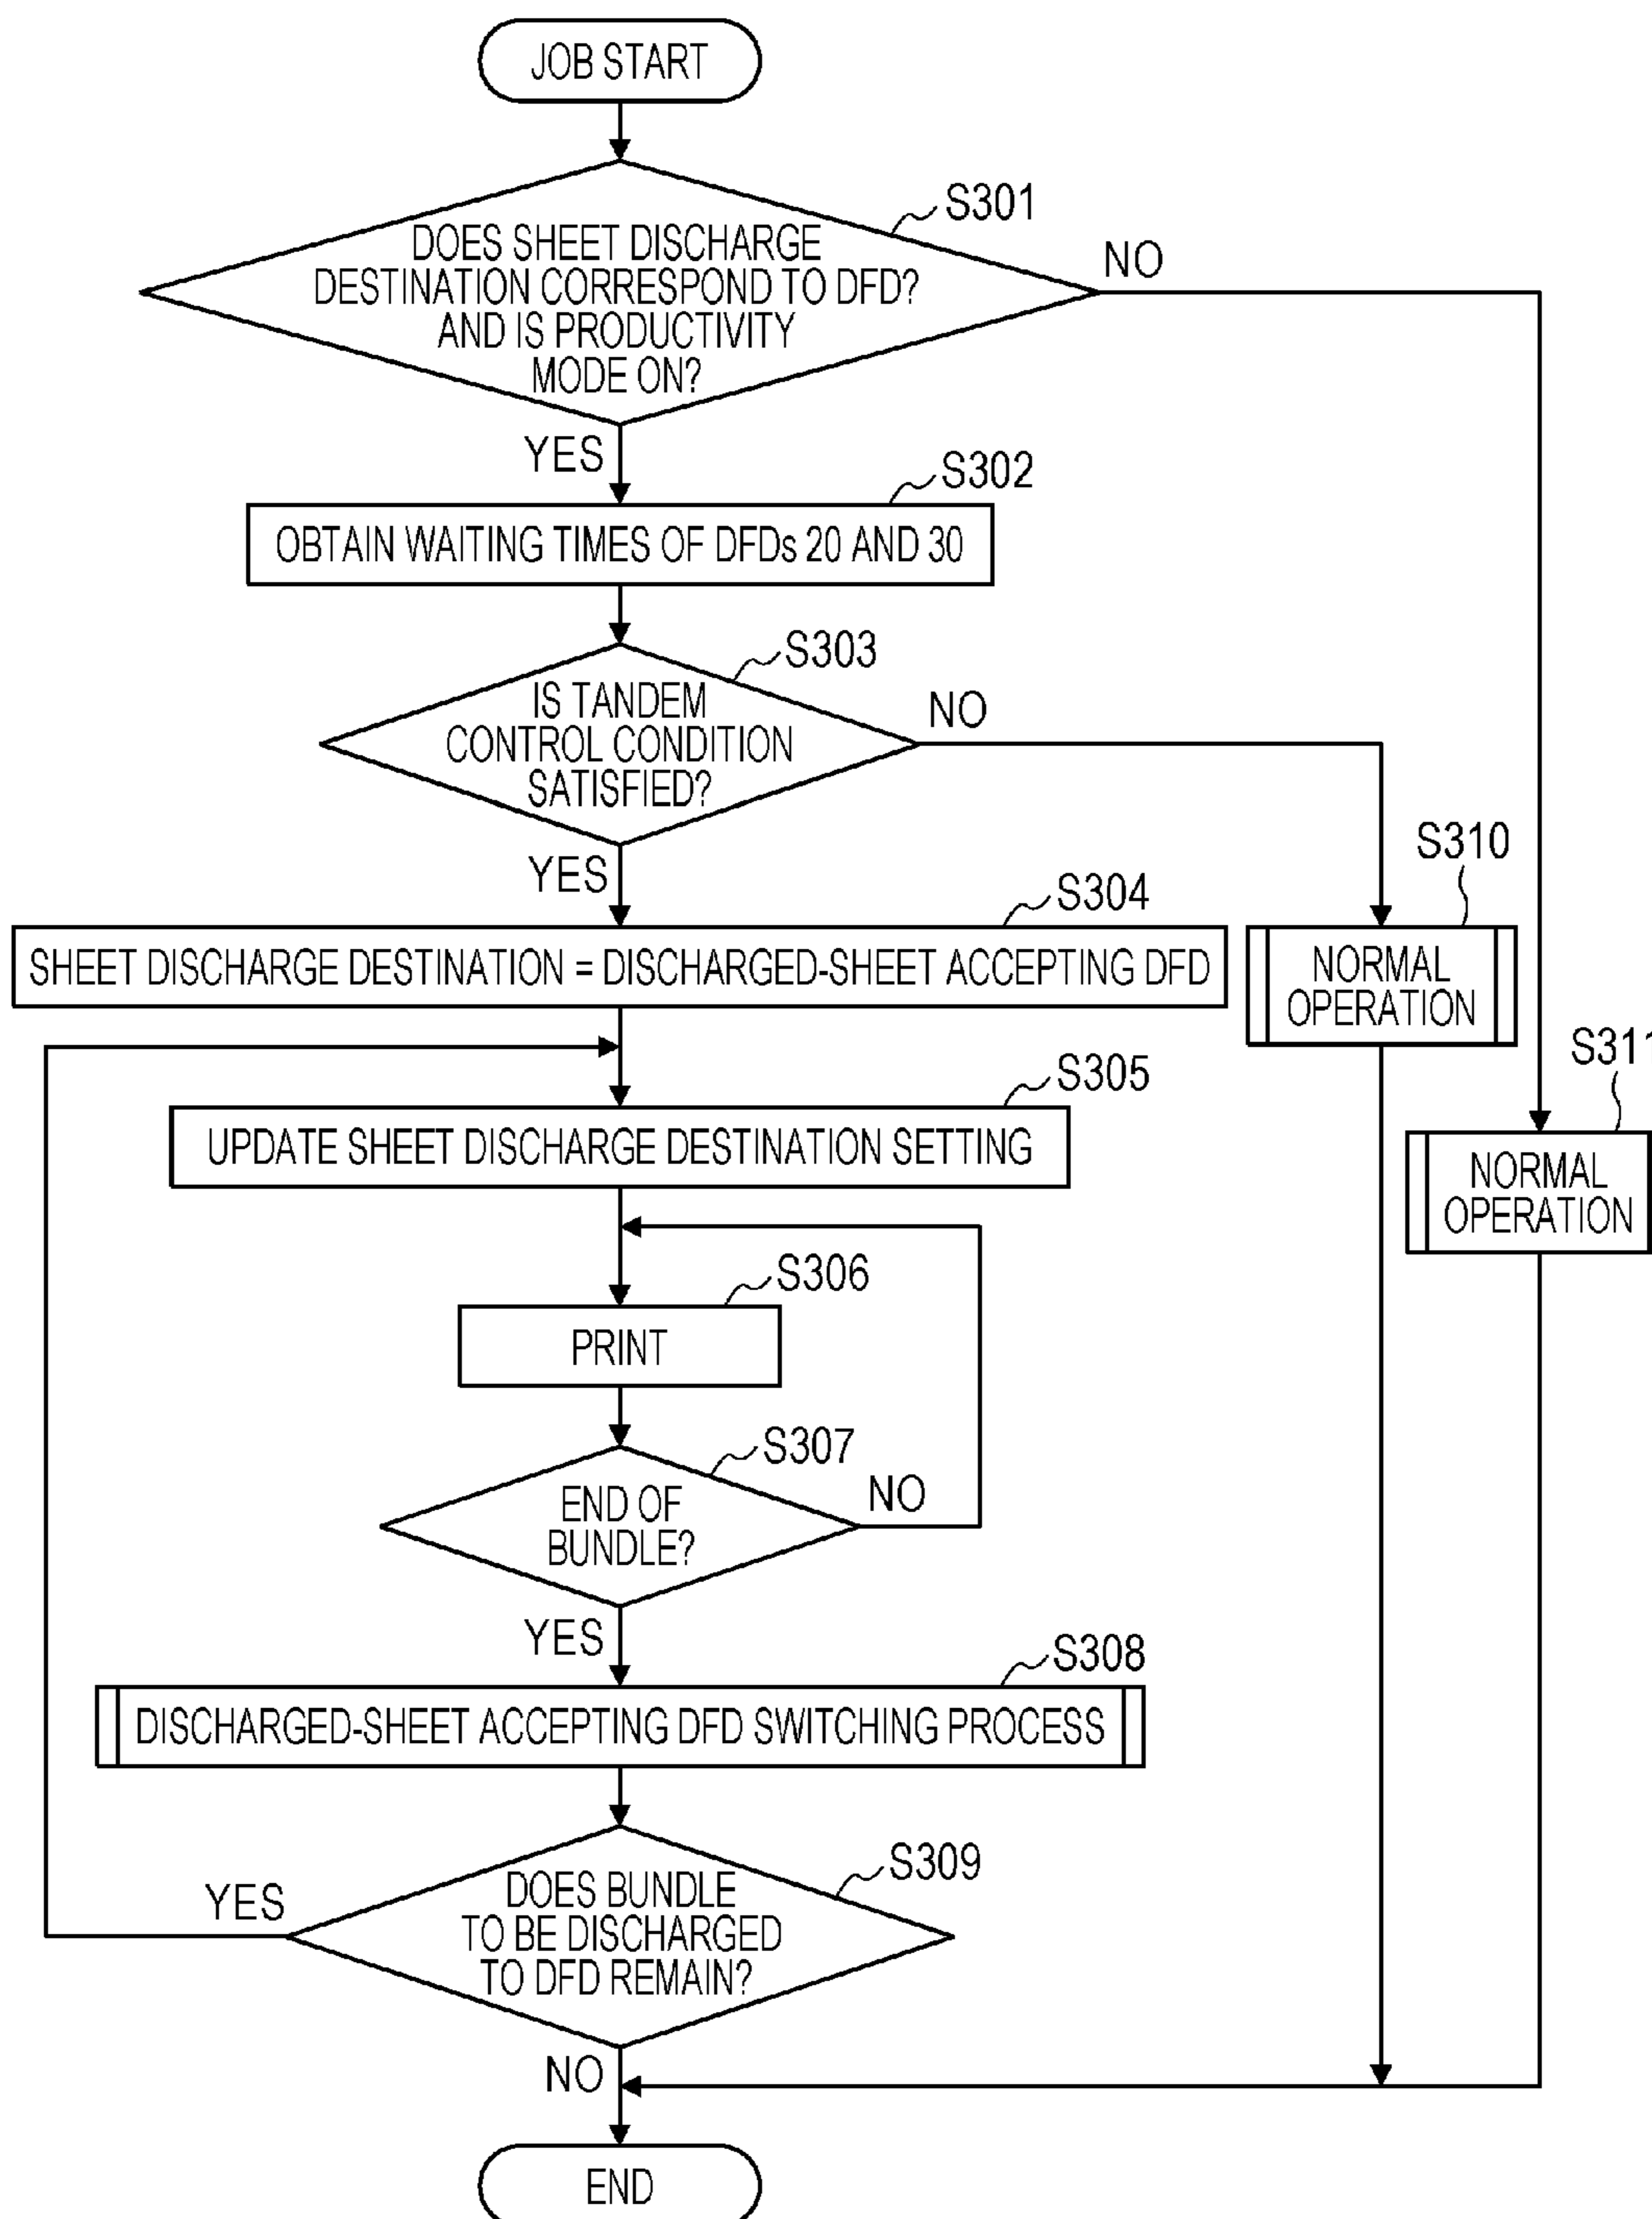 JOB START
S301
DOES SHEET DISCHARGE
DESTINATION CORRESPOND TO DFD?
AND IS PRODUCTIVITY
MODE ON?
NO
YES
S302
OBTAIN WAITING TIMES OF DFDs 20 AND 30
S303
IS TANDEM
CONTROL CONDITION
SATISFIED?
NO
YES
S304
SHEET DISCHARGE DESTINATION = DISCHARGED-SHEET ACCEPTING DFD
S310
NORMAL
OPERATION
S311
NORMAL
OPERATION
S305
UPDATE SHEET DISCHARGE DESTINATION SETTING
S306
PRINT
S307
END OF
BUNDLE?
NO
YES
S308
DISCHARGED-SHEET ACCEPTING DFD SWITCHING PROCESS
S309
DOES BUNDLE
TO BE DISCHARGED
TO DFD REMAIN?
YES
NO
END